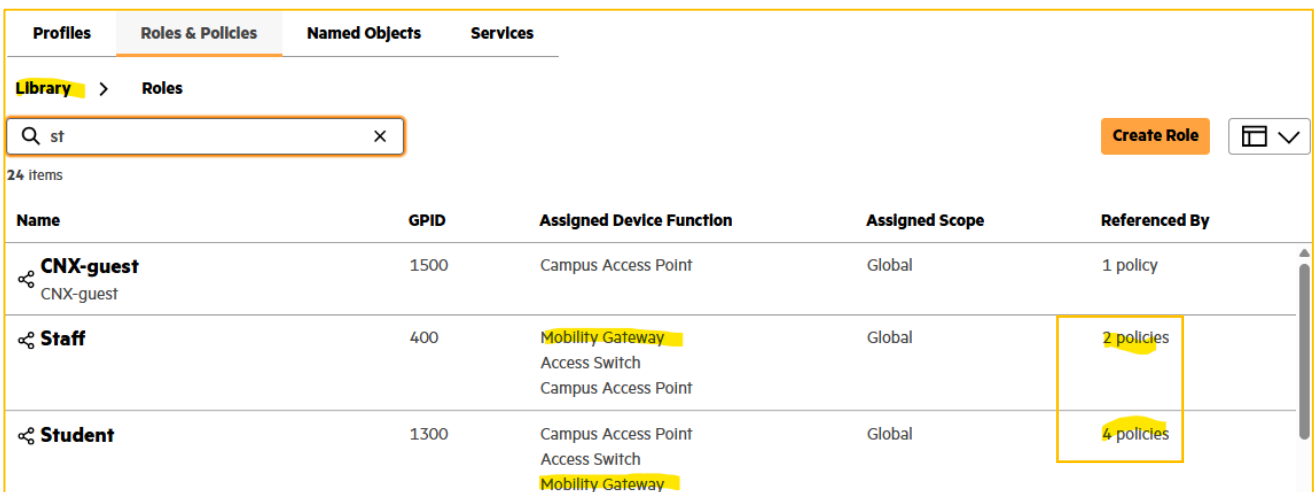 Profiles Roles & Policies Named Objects Services
Library > Roles
st ×
Create Role
24 items
Name GPID Assigned Device Function Assigned Scope Referenced By
CNX-guest 1500 Campus Access Point Global 1 policy
CNX-guest
Staff 400 Mobility Gateway Global 2 policies
Access Switch
Campus Access Point
Student 1300 Campus Access Point Global 4 policies
Access Switch
Mobility Gateway